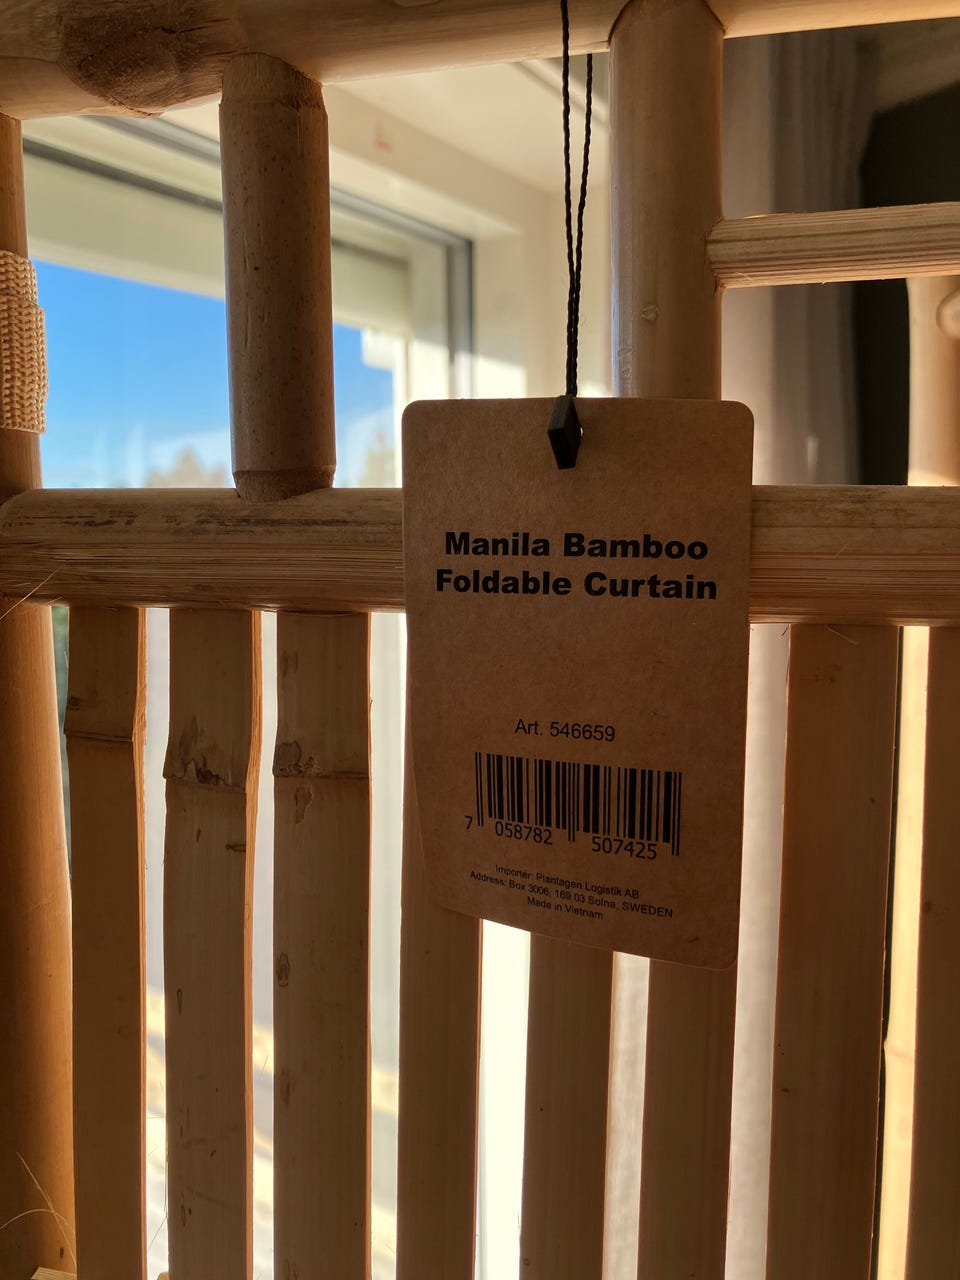 Manila Bamboo
Foldable Curtain
Art. 546659
7 058782 507425
Importer: Plantagen Logistik AB
Address: Box 3006, 169 03 Solna, SWEDEN
Made in Vietnam